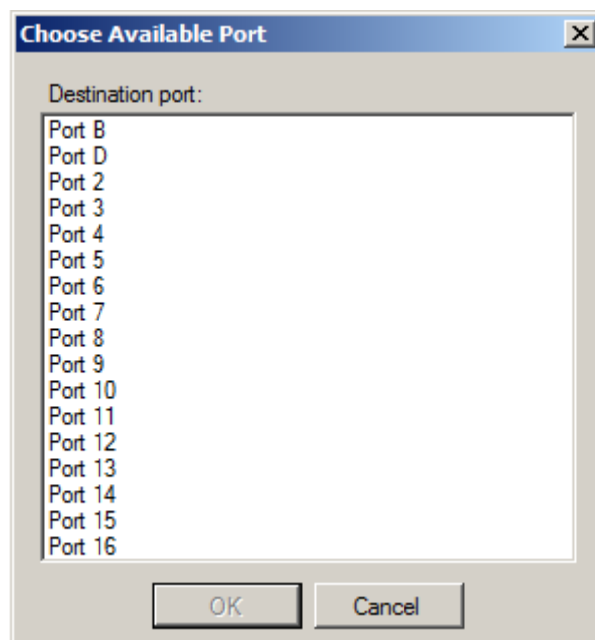 Choose Available Port
Destination port:
Port B
Port D
Port 2
Port 3
Port 4
Port 5
Port 6
Port 7
Port 8
Port 9
Port 10
Port 11
Port 12
Port 13
Port 14
Port 15
Port 16
OK
Cancel